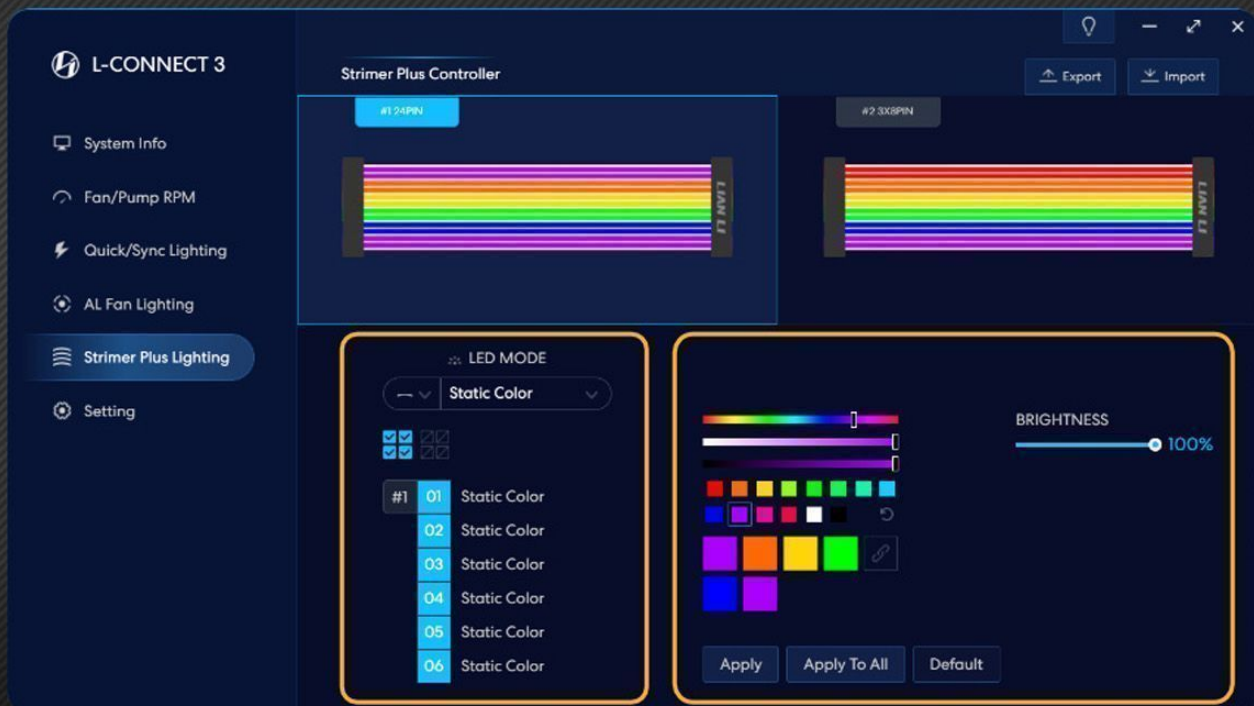 L-CONNECT 3
System Info
Fan/Pump RPM
Quick/Sync Lighting
AL Fan Lighting
Strimer Plus Lighting
Setting
Strimer Plus Controller
Export
Import
#1 24PIN
#2 3X8PIN
LIAN LI
LIAN LI
LED MODE
Static Color
#1 01 Static Color
02 Static Color
03 Static Color
04 Static Color
05 Static Color
06 Static Color
BRIGHTNESS
100%
Apply
Apply To All
Default